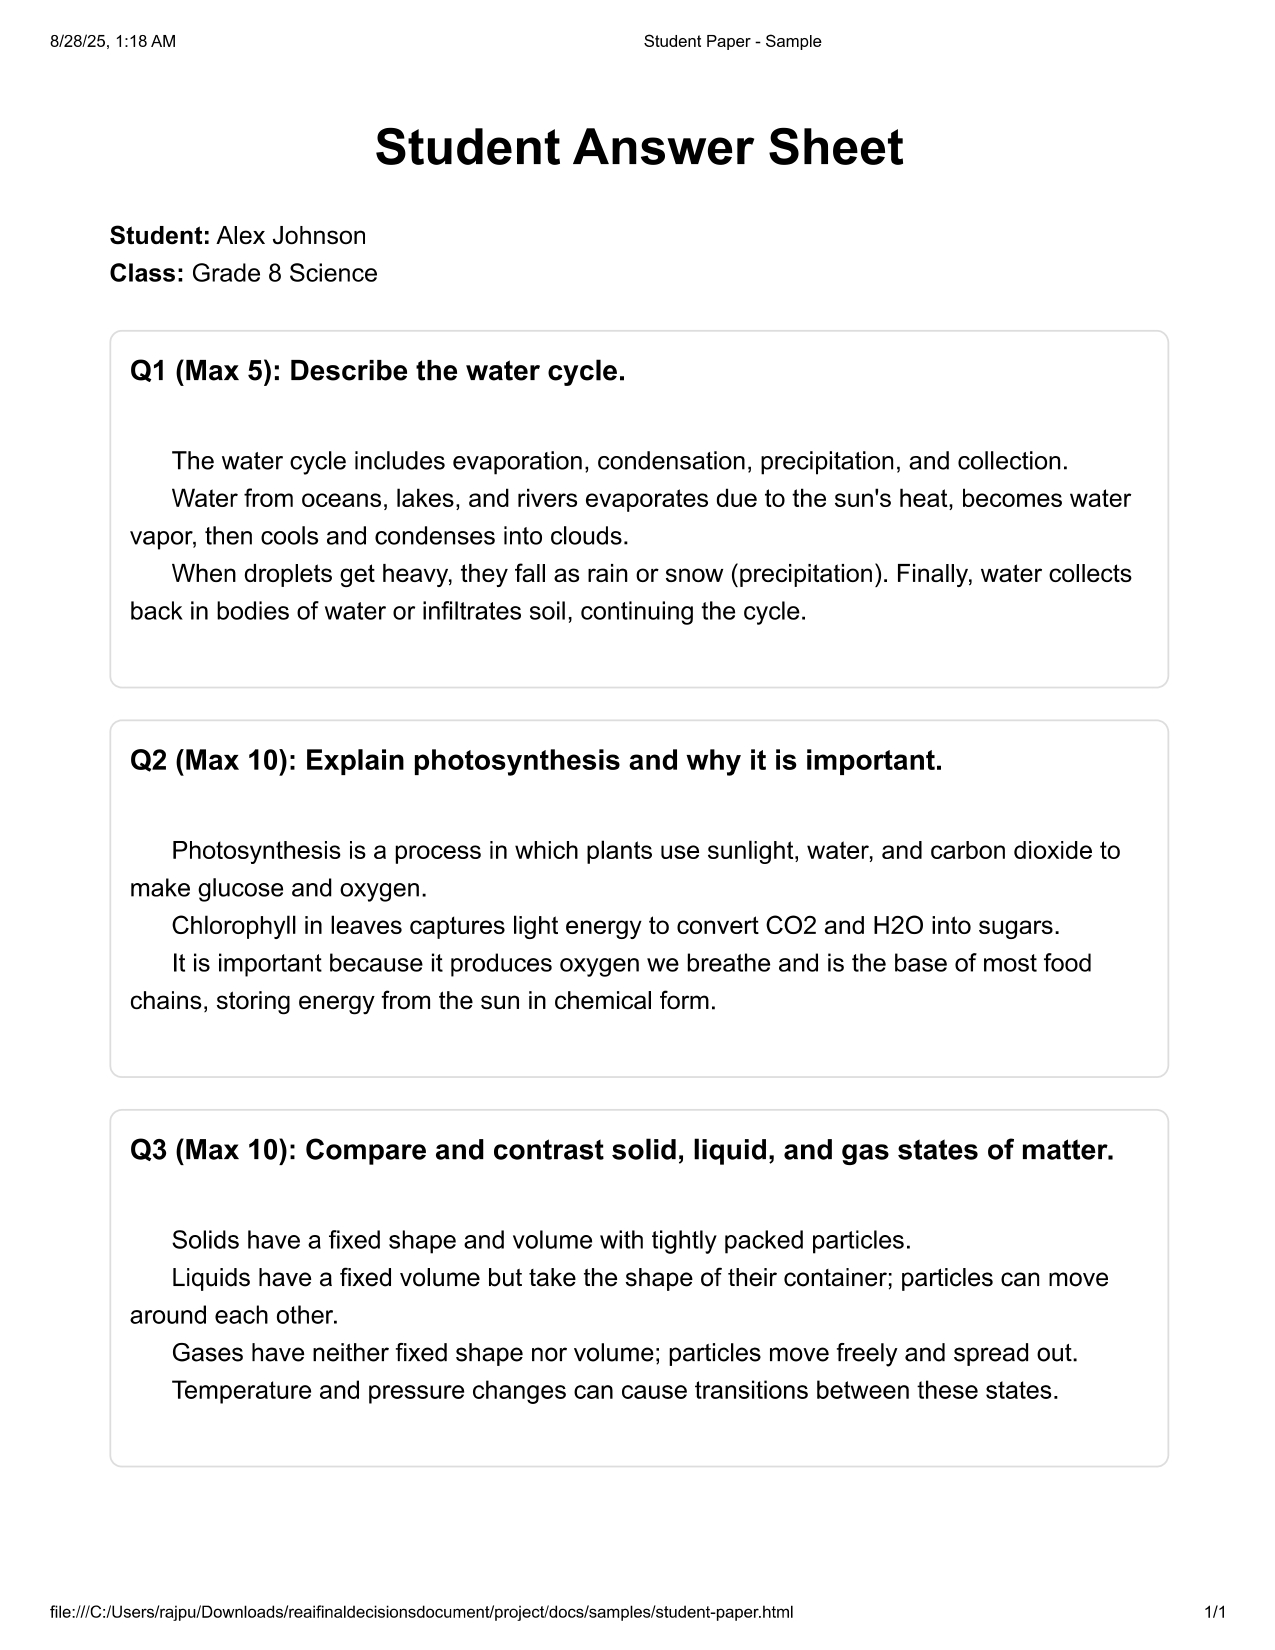 8/28/25, 1:18 AM Student Paper - Sample
Student Answer Sheet
Student: Alex Johnson
Class: Grade 8 Science
Q1 (Max 5): Describe the water cycle.
The water cycle includes evaporation, condensation, precipitation, and collection.
Water from oceans, lakes, and rivers evaporates due to the sun's heat, becomes water
vapor, then cools and condenses into clouds.
When droplets get heavy, they fall as rain or snow (precipitation). Finally, water collects
back in bodies of water or infiltrates soil, continuing the cycle.
Q2 (Max 10): Explain photosynthesis and why it is important.
Photosynthesis is a process in which plants use sunlight, water, and carbon dioxide to
make glucose and oxygen.
Chlorophyll in leaves captures light energy to convert CO2 and H2O into sugars.
It is important because it produces oxygen we breathe and is the base of most food
chains, storing energy from the sun in chemical form.
Q3 (Max 10): Compare and contrast solid, liquid, and gas states of matter.
Solids have a fixed shape and volume with tightly packed particles.
Liquids have a fixed volume but take the shape of their container; particles can move
around each other.
Gases have neither fixed shape nor volume; particles move freely and spread out.
Temperature and pressure changes can cause transitions between these states.
file:///C:/Users/rajpu/Downloads/reaifinaldecisionsdocument/project/docs/samples/student-paper.html 1/1